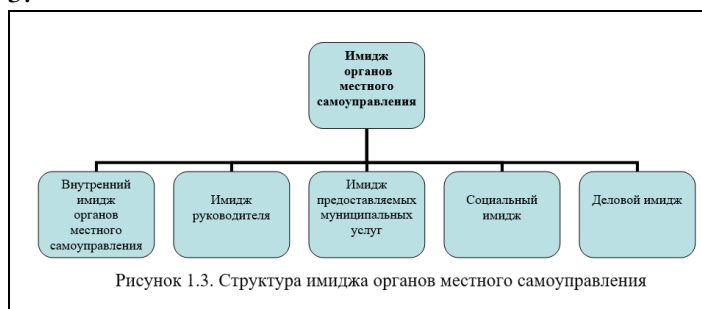 Имидж
органов
местного
самоуправления
Внутренний
имидж
органов
местного
самоуправления
Имидж
руководителя
Имидж
предоставляемых
муниципальных
услуг
Социальный
имидж
Деловой имидж
Рисунок 1.3. Структура имиджа органов местного самоуправления